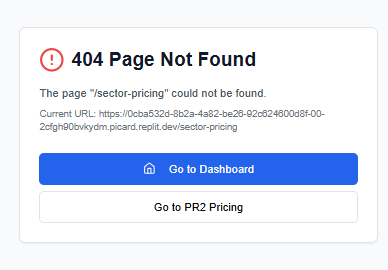 404 Page Not Found
The page "/sector-pricing" could not be found.
Current URL: https://0cba532d-8b2a-4a82-be26-92c624600d8f-00-
2cfgh90bvkydm.picard.replit.dev/sector-pricing
Go to Dashboard
Go to PR2 Pricing